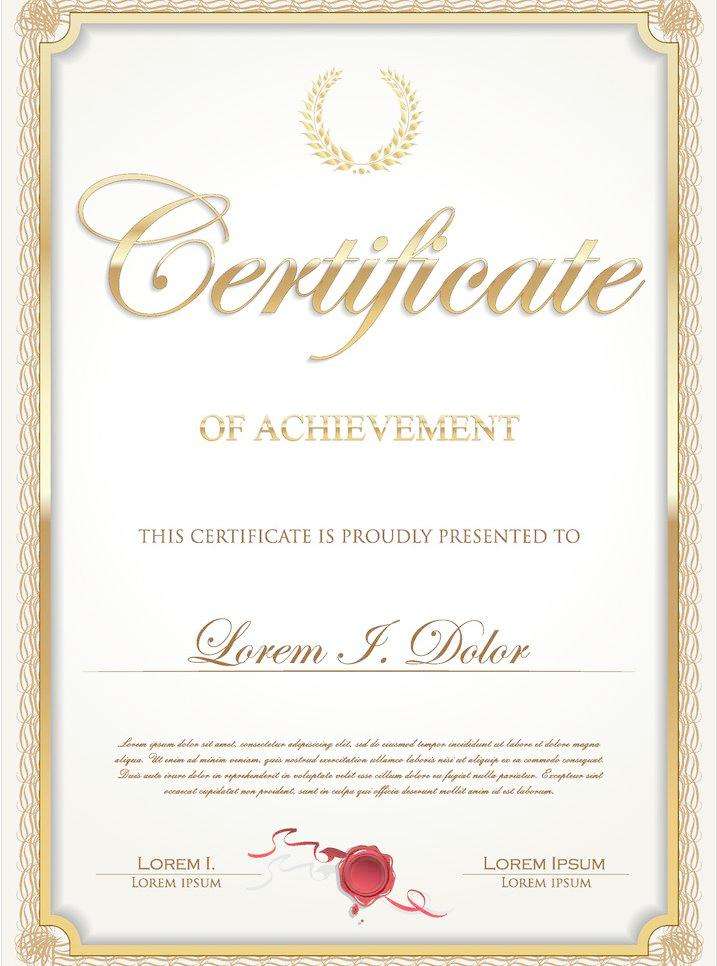 Certificate
OF ACHIEVEMENT
THIS CERTIFICATE IS PROUDLY PRESENTED TO
Lorem I. Dolor
Lorem ipsum dolor sit amet, consectetur adipisicing elit, sed do eiusmod tempor incididunt ut labore et dolore magna
aliqua. Ut enim ad minim veniam, quis nostrud exercitation ullamco laboris nisi ut aliquip ex ea commodo consequat.
Duis aute irure dolor in reprehenderit in voluptate velit esse cillum dolore eu fugiat nulla pariatur. Excepteur sint
occaecat cupidatat non proident, sunt in culpa qui officia deserunt mollit anim id est laborum.
LOREM I.
LOREM IPSUM
LOREM IPSUM
LOREM IPSUM